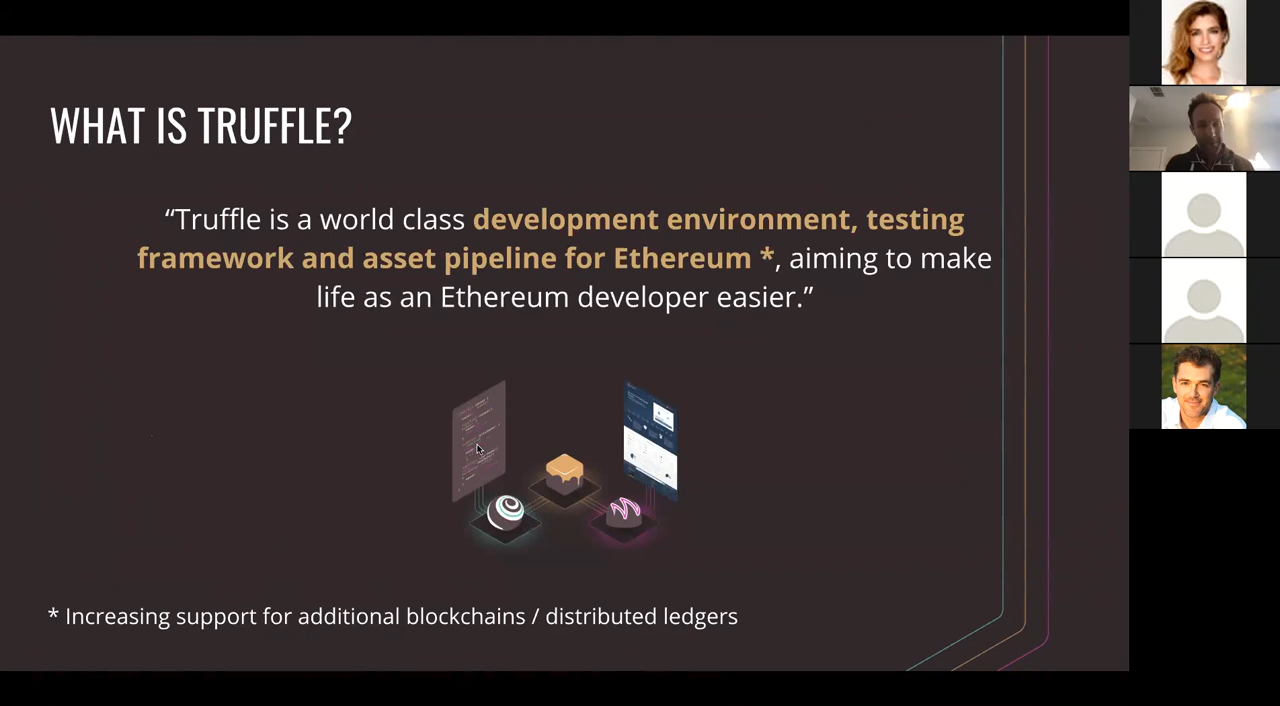 WHAT IS TRUFFLE?
“Truffle is a world class development environment, testing
framework and asset pipeline for Ethereum *, aiming to make
life as an Ethereum developer easier.”
* Increasing support for additional blockchains / distributed ledgers